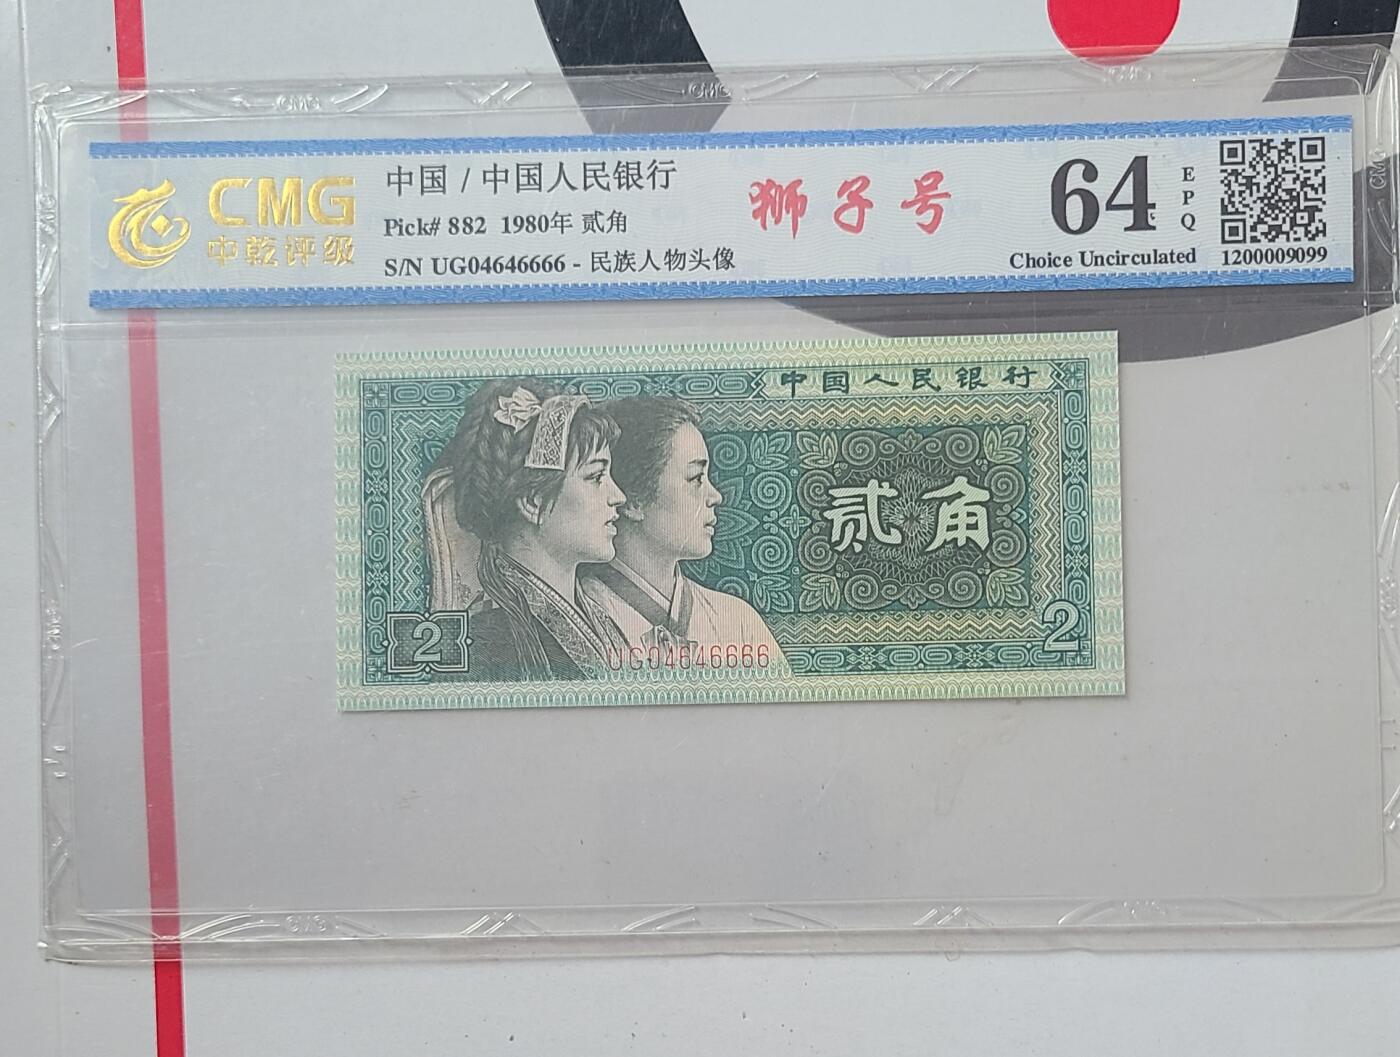 CMG
中乾评级
中国 / 中国人民银行
Pick# 882 1980年 贰角
S/N UG04646666 - 民族人物头像
狮子号
64
EPQ
Choice Uncirculated
1200009099
中国人民银行
贰角
2
2
UG04646666